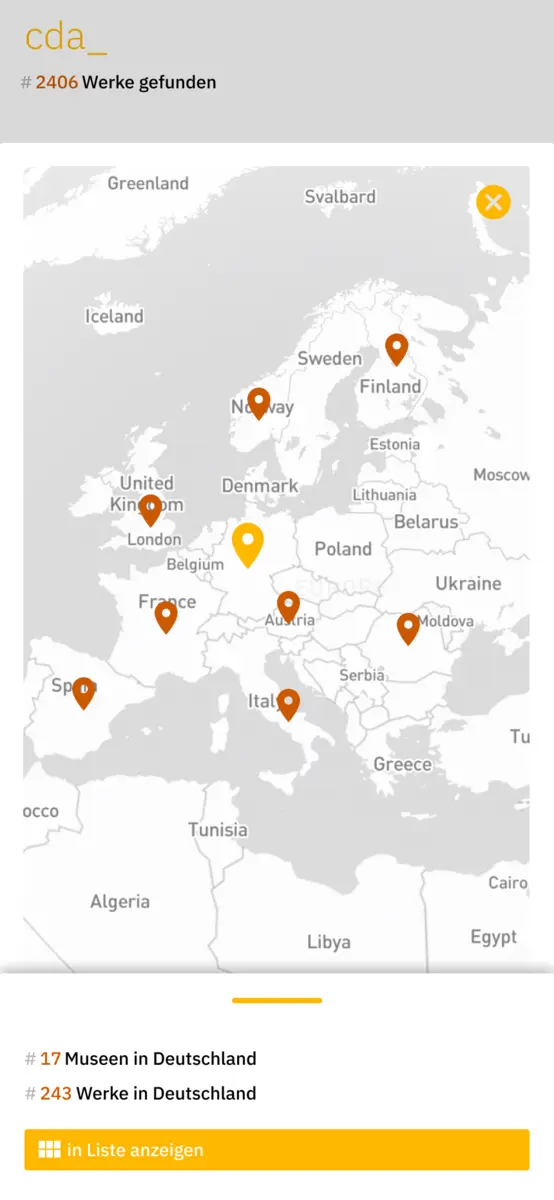 cda_
# 2406 Werke gefunden
Greenland
Svalbard
Iceland
Sweden
Finland
Norway
Estonia
Moscow
United
Kingdom
Denmark
Lithuania
Belarus
London
Poland
Belgium
Ukraine
France
Austria
Moldova
Serbia
Spain
Italy
Greece
Tu
occo
Tunisia
Cairo
Algeria
Egypt
Libya
# 17 Museen in Deutschland
# 243 Werke in Deutschland
in Liste anzeigen